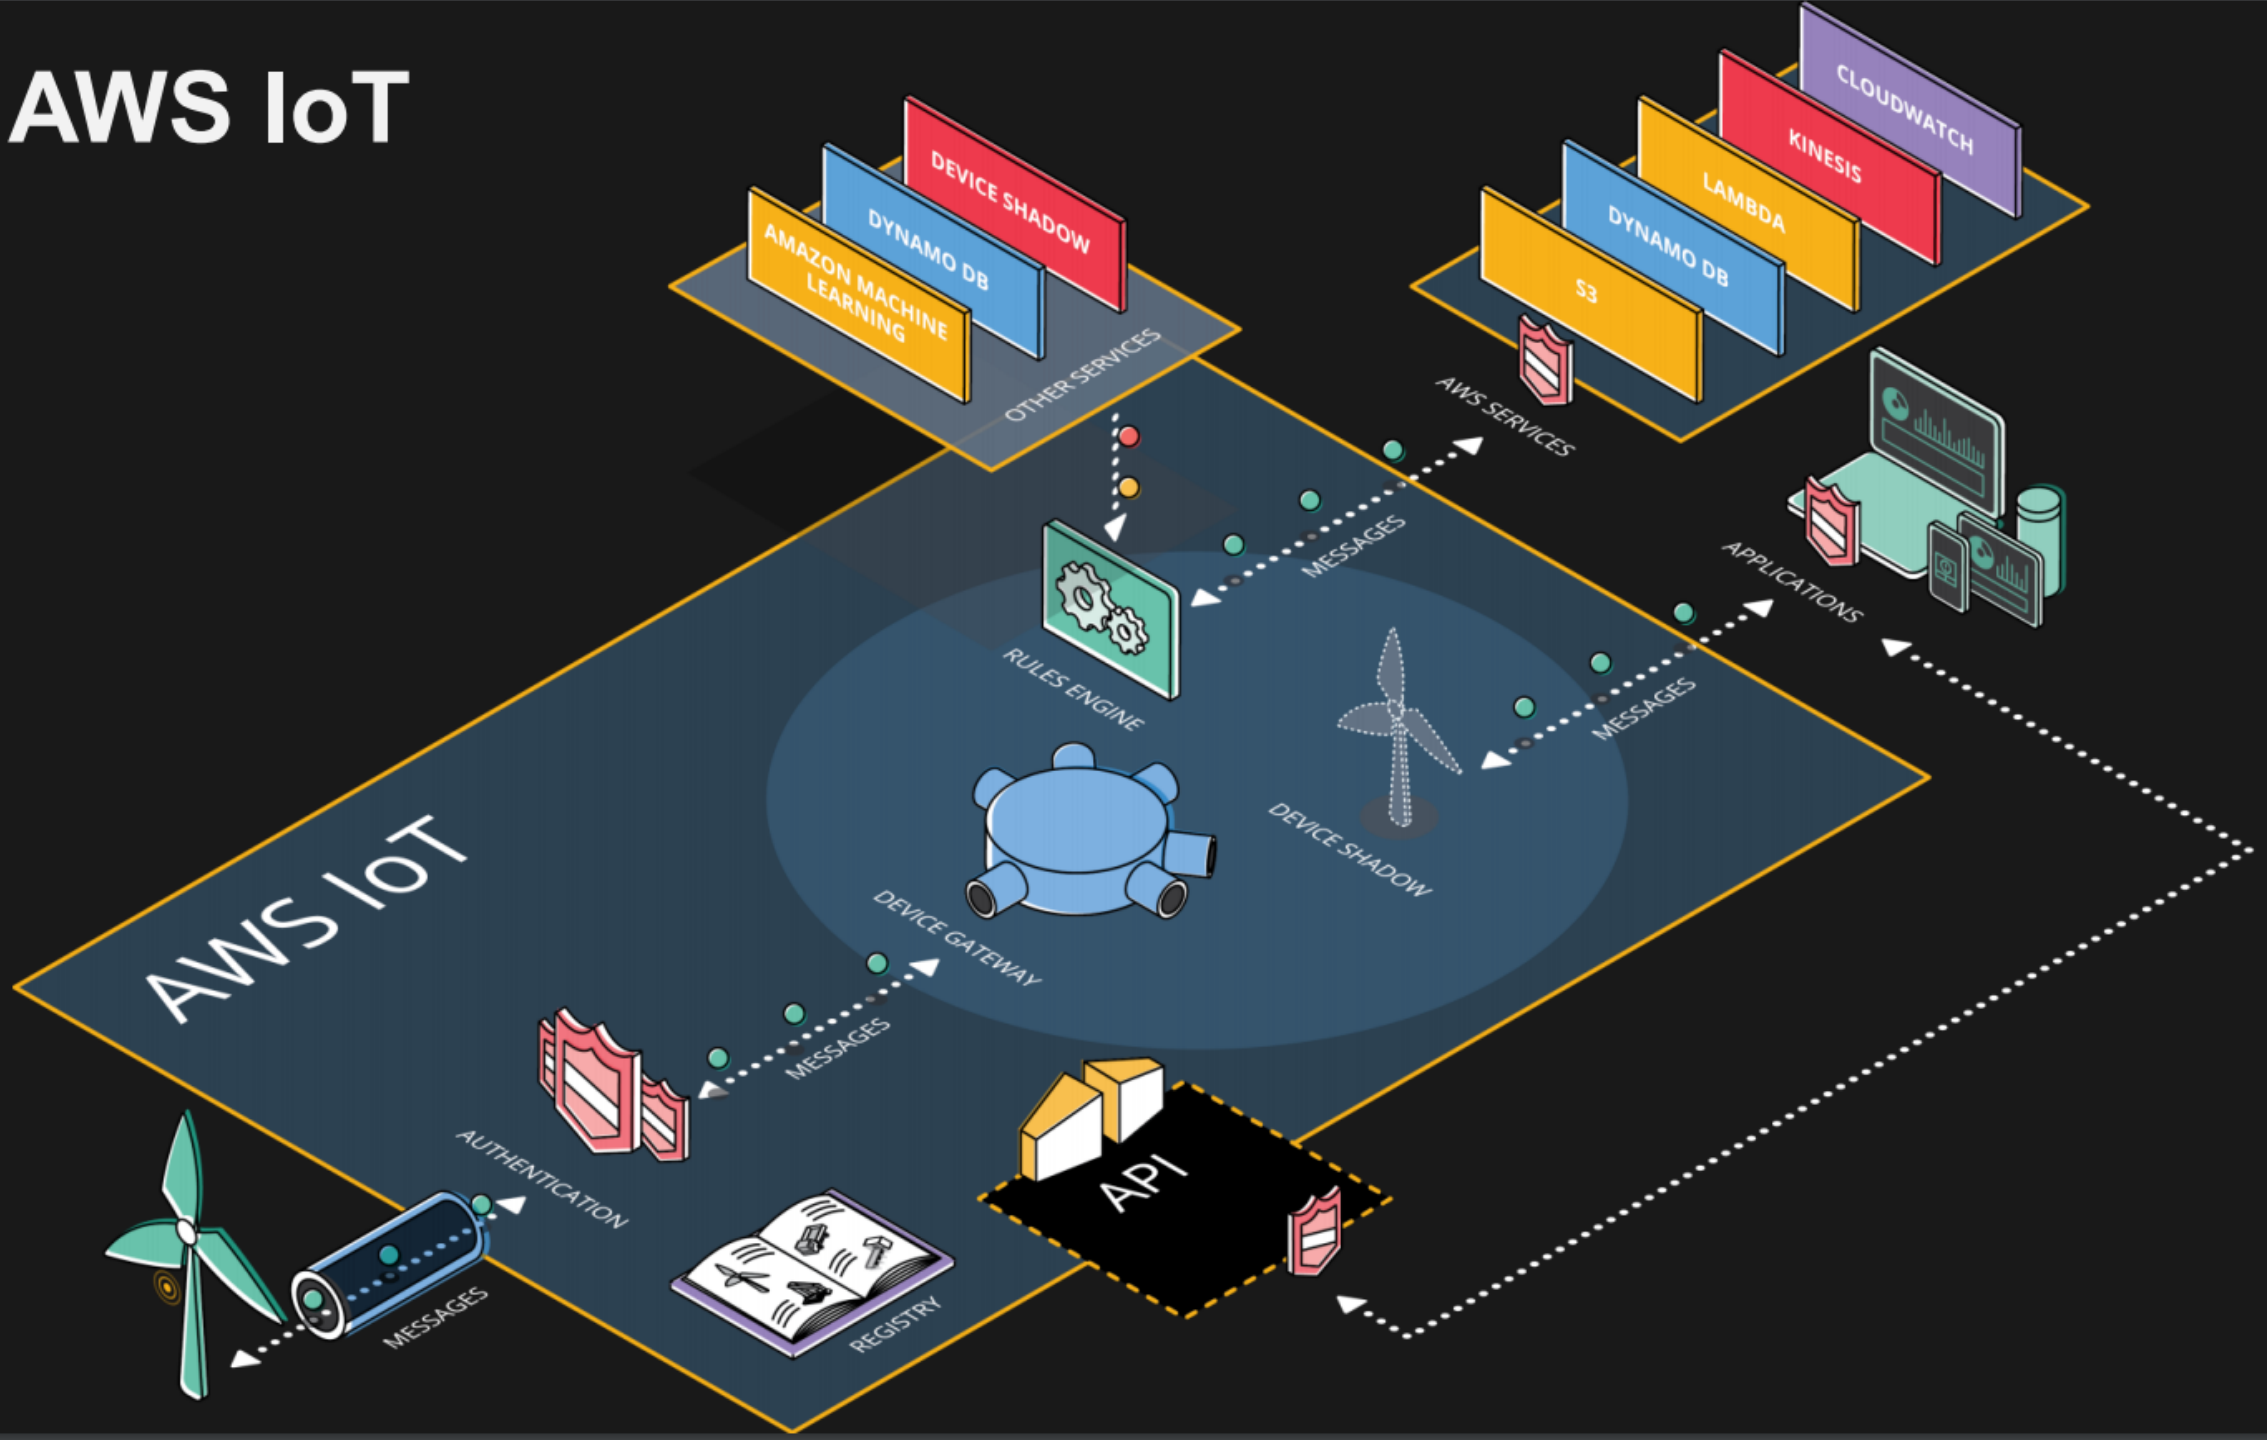 AWS IoT
CLOUDWATCH
KINESIS
LAMBDA
DYNAMO DB
S3
DEVICE SHADOW
DYNAMO DB
AMAZON MACHINE
LEARNING
OTHER SERVICES
AWS SERVICES
MESSAGES
APPLICATIONS
RULES ENGINE
MESSAGES
DEVICE SHADOW
AWS IoT
DEVICE GATEWAY
MESSAGES
AUTHENTICATION
API
MESSAGES
REGISTRY